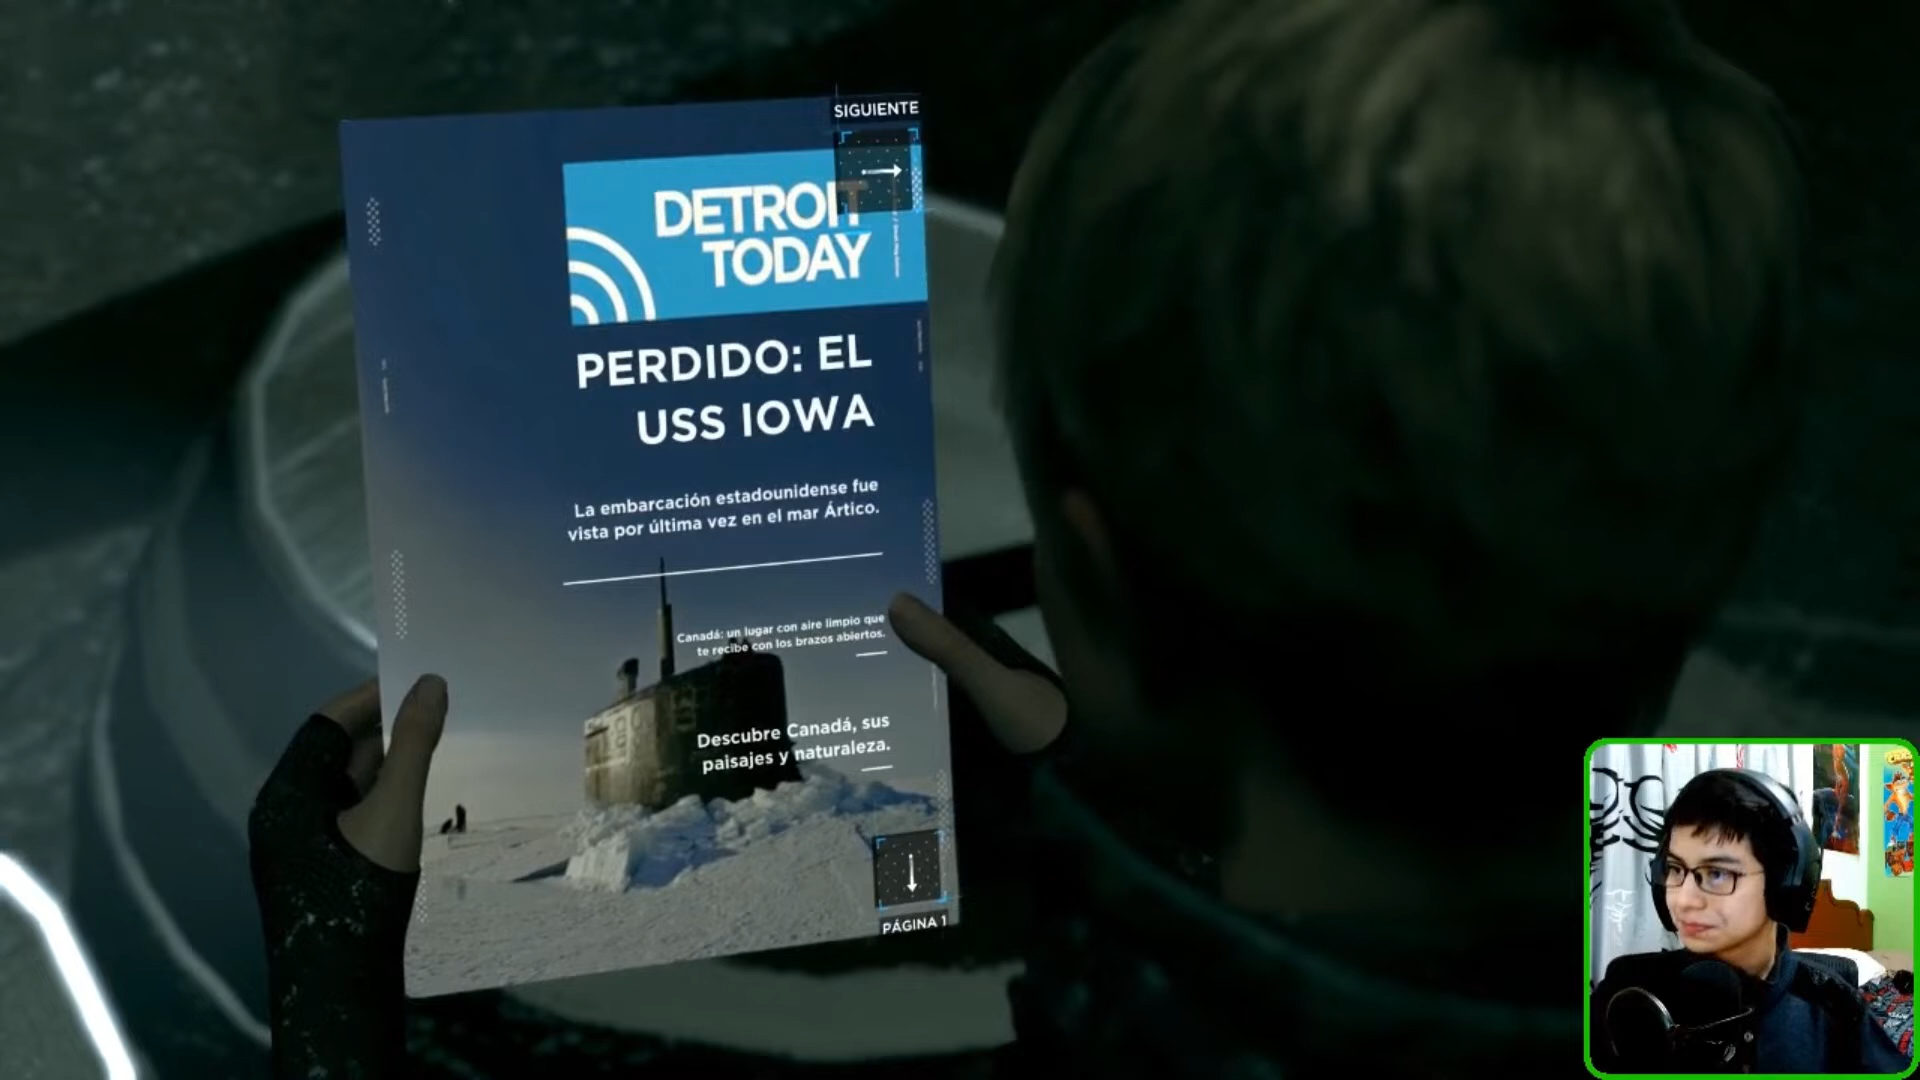 SIGUIENTE
DETROIT
TODAY
PERDIDO: EL
USS IOWA
La embarcación estadounidense fue
vista por última vez en el mar Ártico.
Canadá: un lugar con aire limpio que
te recibe con los brazos abiertos.
Descubre Canadá, sus
paisajes y naturaleza.
PÁGINA 1